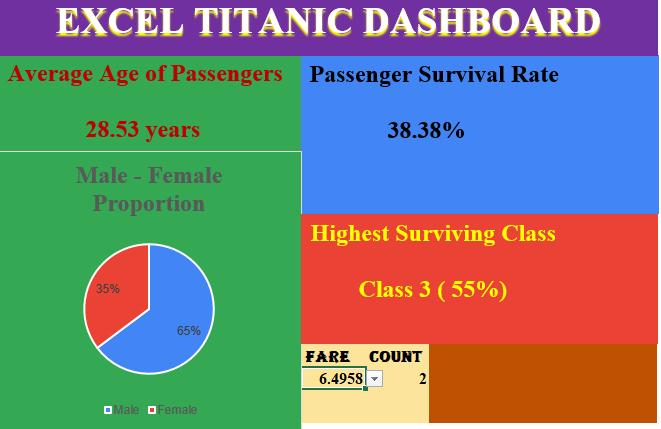 EXCEL TITANIC DASHBOARD
Average Age of Passengers
28.53 years
Passenger Survival Rate
38.38%
Male - Female
Proportion
35%
65%
Male Female
Highest Surviving Class
Class 3 ( 55%)
FARE COUNT
6.4958 2